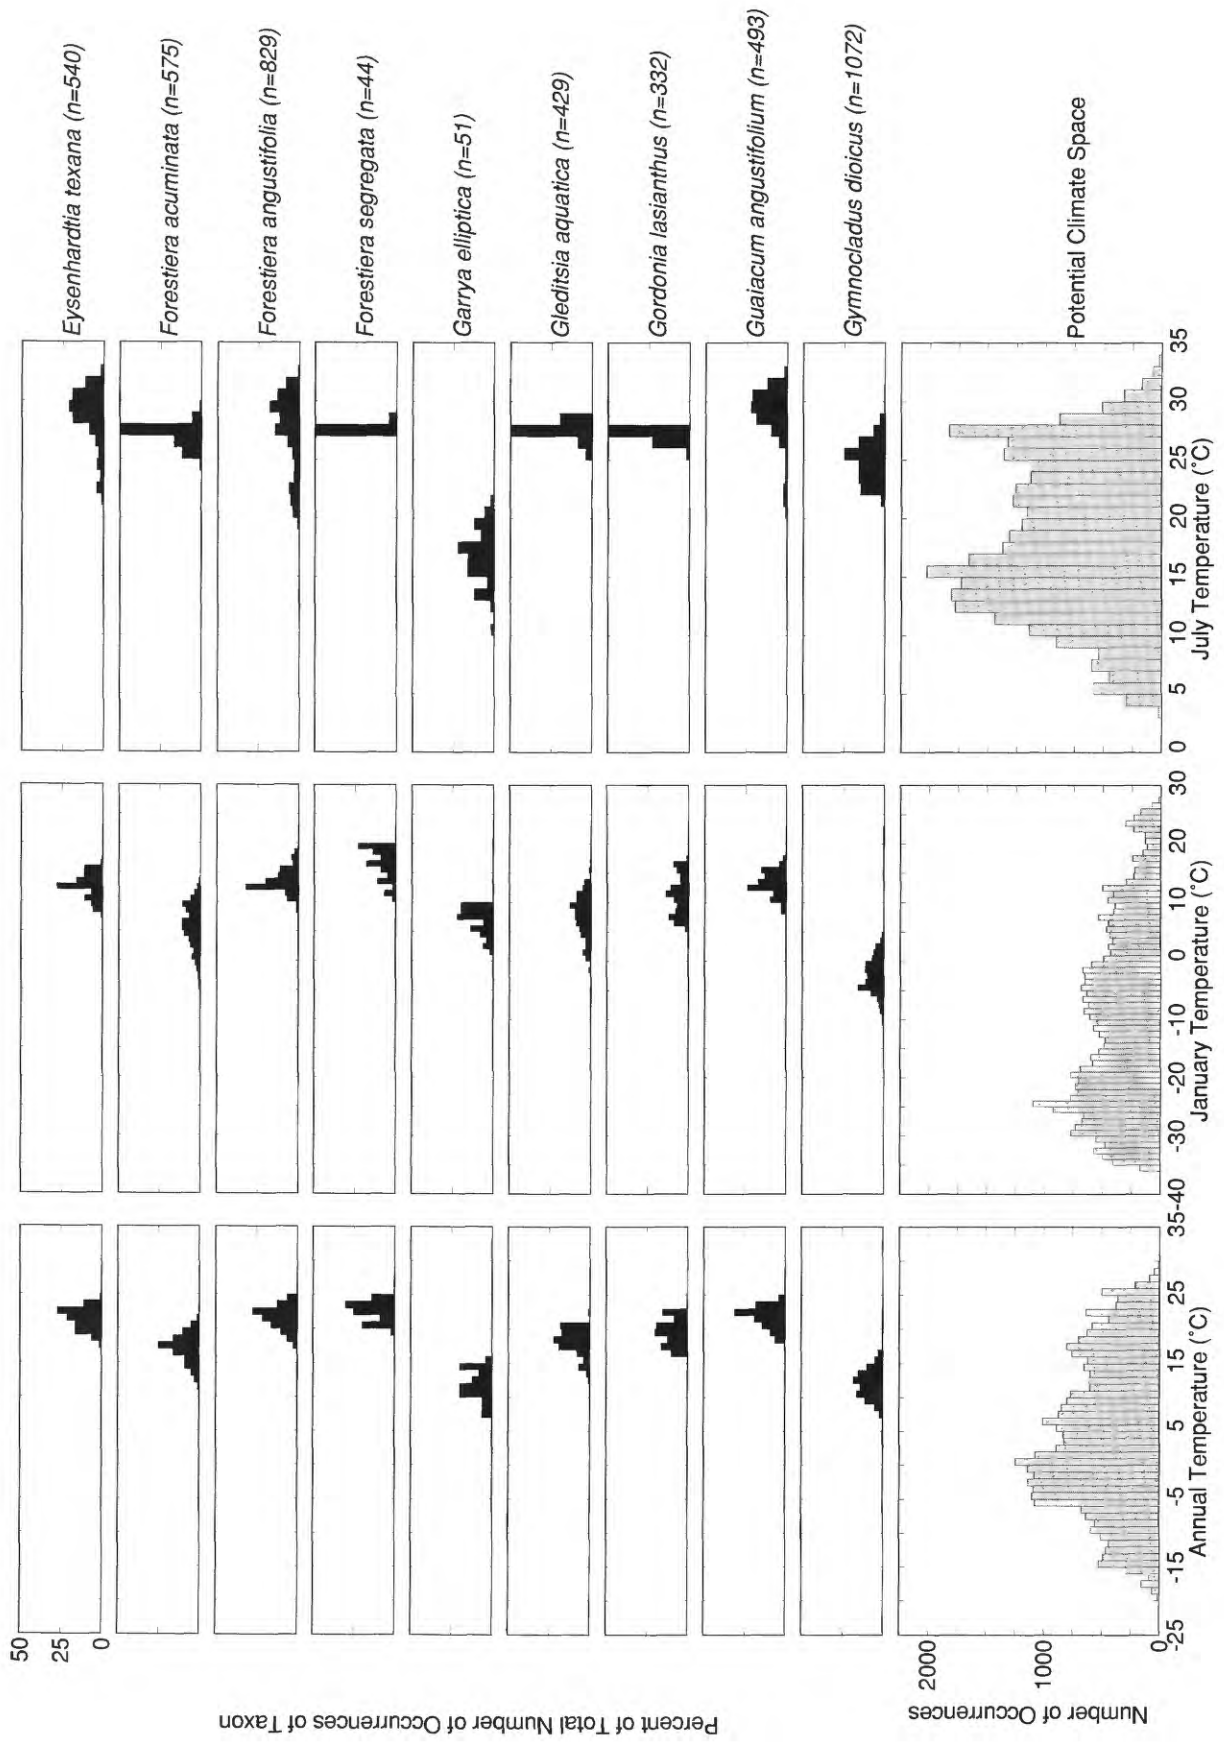 Eysenhardtia texana (n=540)
Forestiera acuminata (n=575)
Forestiera angustifolia (n=829)
Forestiera segregata (n=44)
Garrya elliptica (n=51)
Gleditsia aquatica (n=429)
Gordonia lasianthus (n=332)
Guaiacum angustifolium (n=493)
Gymnocladus dioicus (n=1072)
Potential Climate Space
Percent of Total Number of Occurrences of Taxon
50
25
0
Number of Occurrences
2000
1000
0
-25 -15 -5 5 15 25 35
Annual Temperature (°C)
-40 -30 -20 -10 0 10 20 30
January Temperature (°C)
0 5 10 15 20 25 30 35
July Temperature (°C)